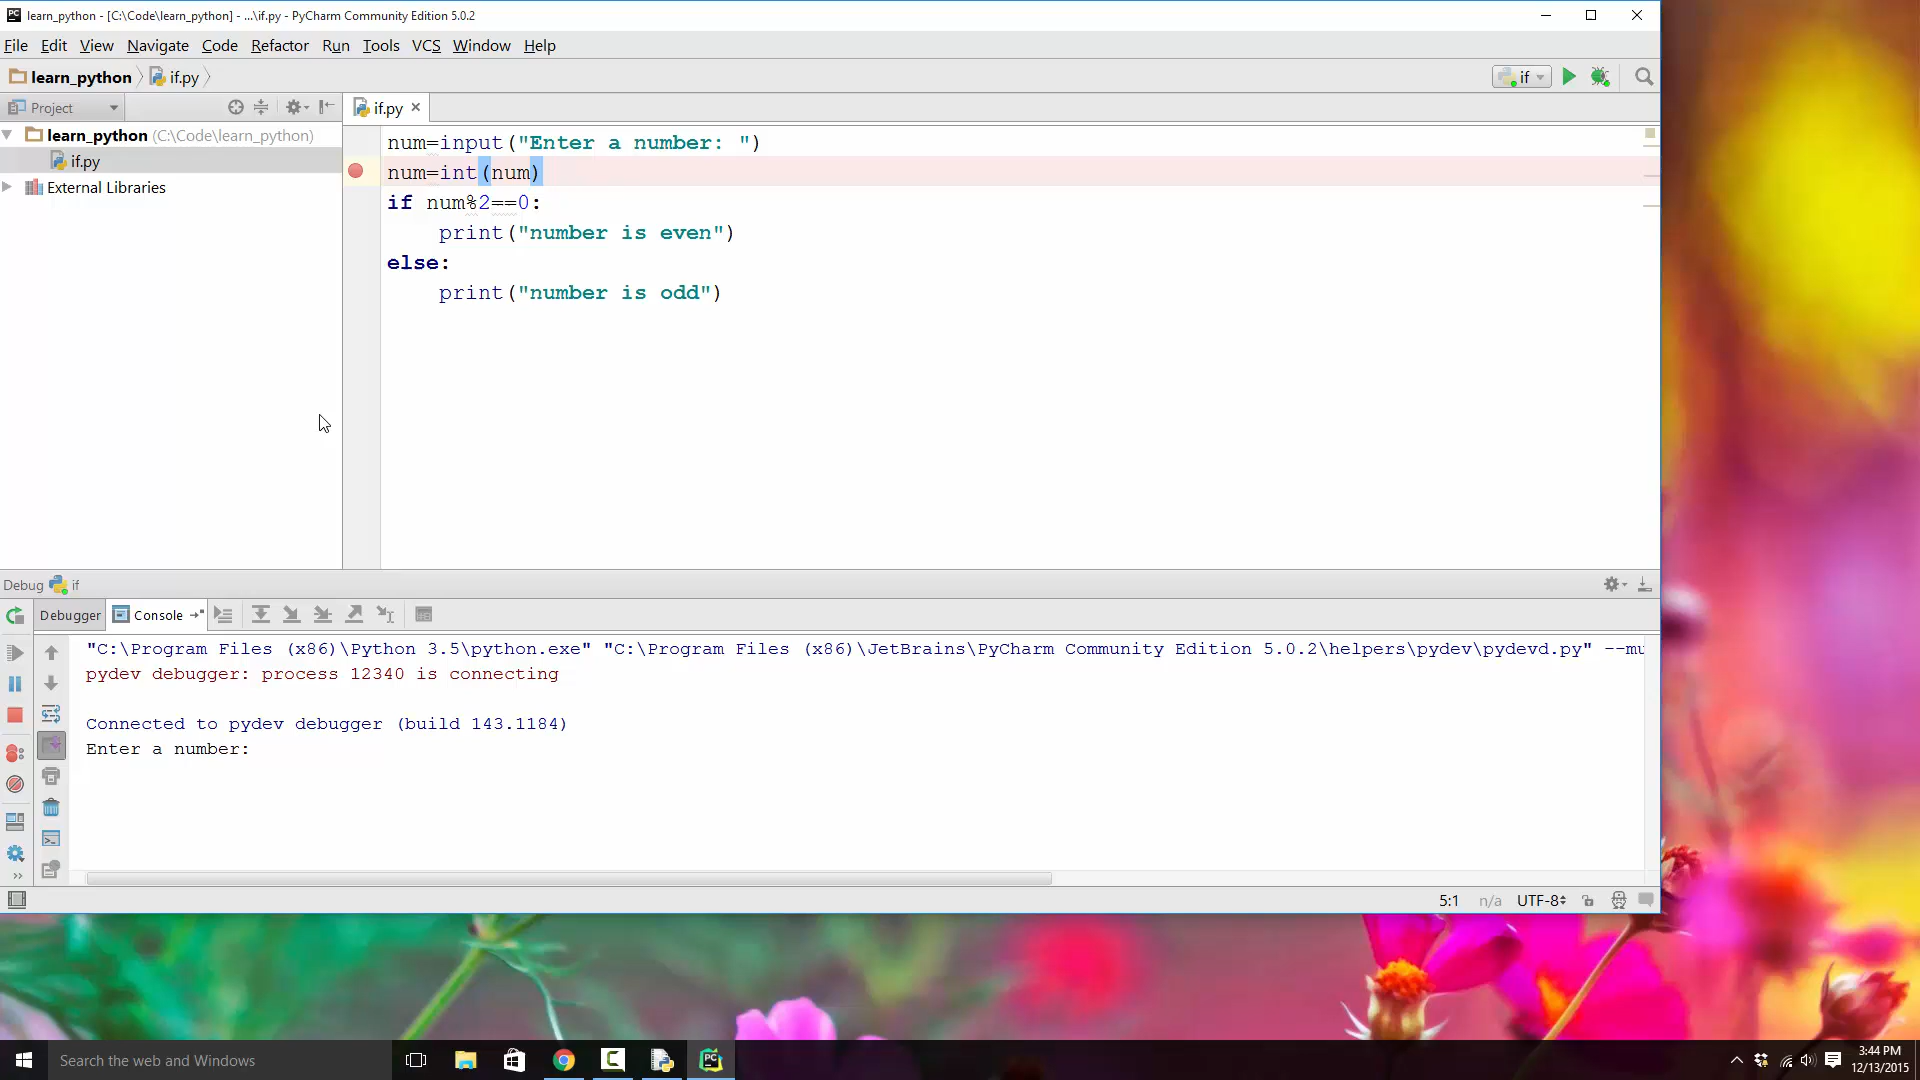 learn_python - [C:\Code\learn_python] - ...\if.py - PyCharm Community Edition 5.0.2
File Edit View Navigate Code Refactor Run Tools VCS Window Help
learn_python if.py if
Project if.py
learn_python (C:\Code\learn_python)
if.py
External Libraries
num=input("Enter a number: ")
num=int(num)
if num%2==0:
print("number is even")
else:
print("number is odd")
Debug if
Debugger Console
"C:\Program Files (x86)\Python 3.5\python.exe" "C:\Program Files (x86)\JetBrains\PyCharm Community Edition 5.0.2\helpers\pydev\pydevd.py" --mu
pydev debugger: process 12340 is connecting
Connected to pydev debugger (build 143.1184)
Enter a number:
5:1 n/a UTF-8
Search the web and Windows
3:44 PM
12/13/2015